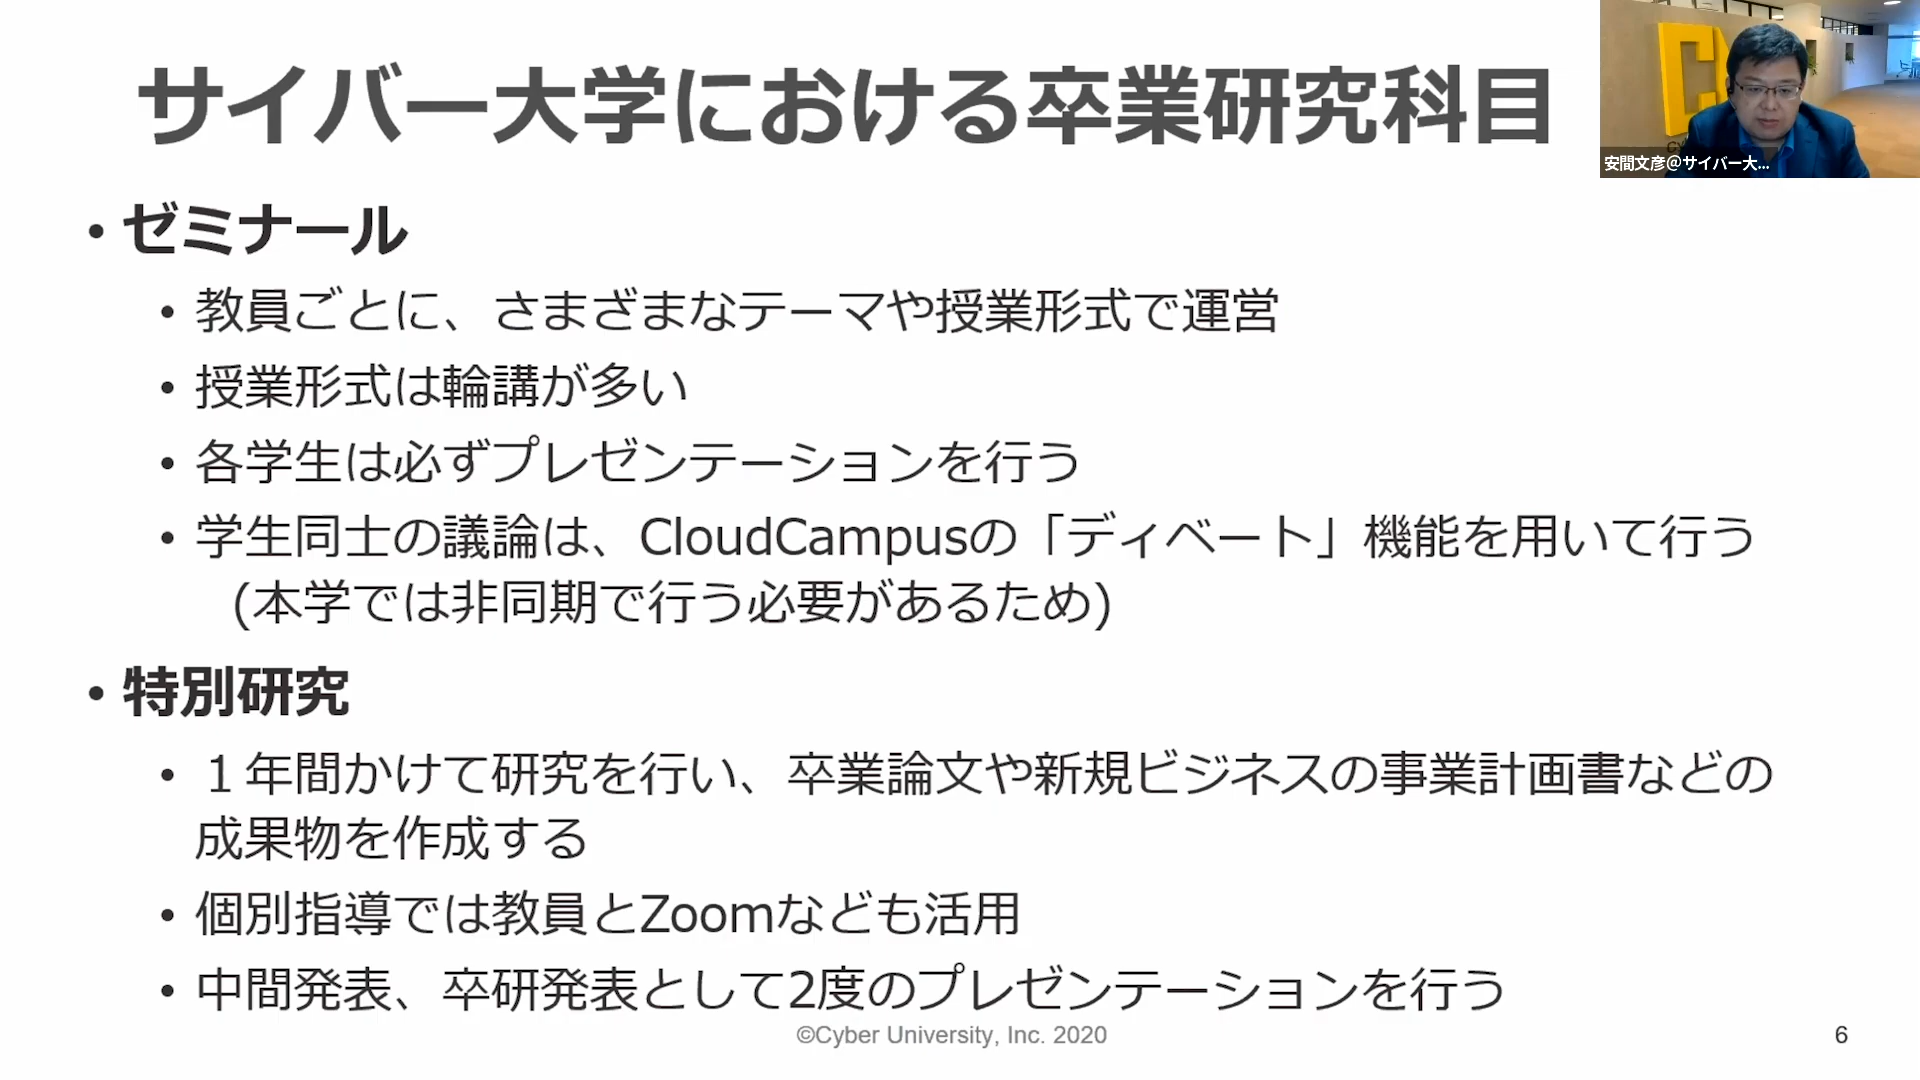 サイバー大学における卒業研究科目
安間文彦@サイバー大...
• ゼミナール
• 教員ごとに、さまざまなテーマや授業形式で運営
• 授業形式は輪講が多い
• 各学生は必ずプレゼンテーションを行う
• 学生同士の議論は、CloudCampusの「ディベート」機能を用いて行う
(本学では非同期で行う必要があるため)
• 特別研究
• １年間かけて研究を行い、卒業論文や新規ビジネスの事業計画書などの
成果物を作成する
• 個別指導では教員とZoomなども活用
• 中間発表、卒研発表として2度のプレゼンテーションを行う
©Cyber University, Inc. 2020
6